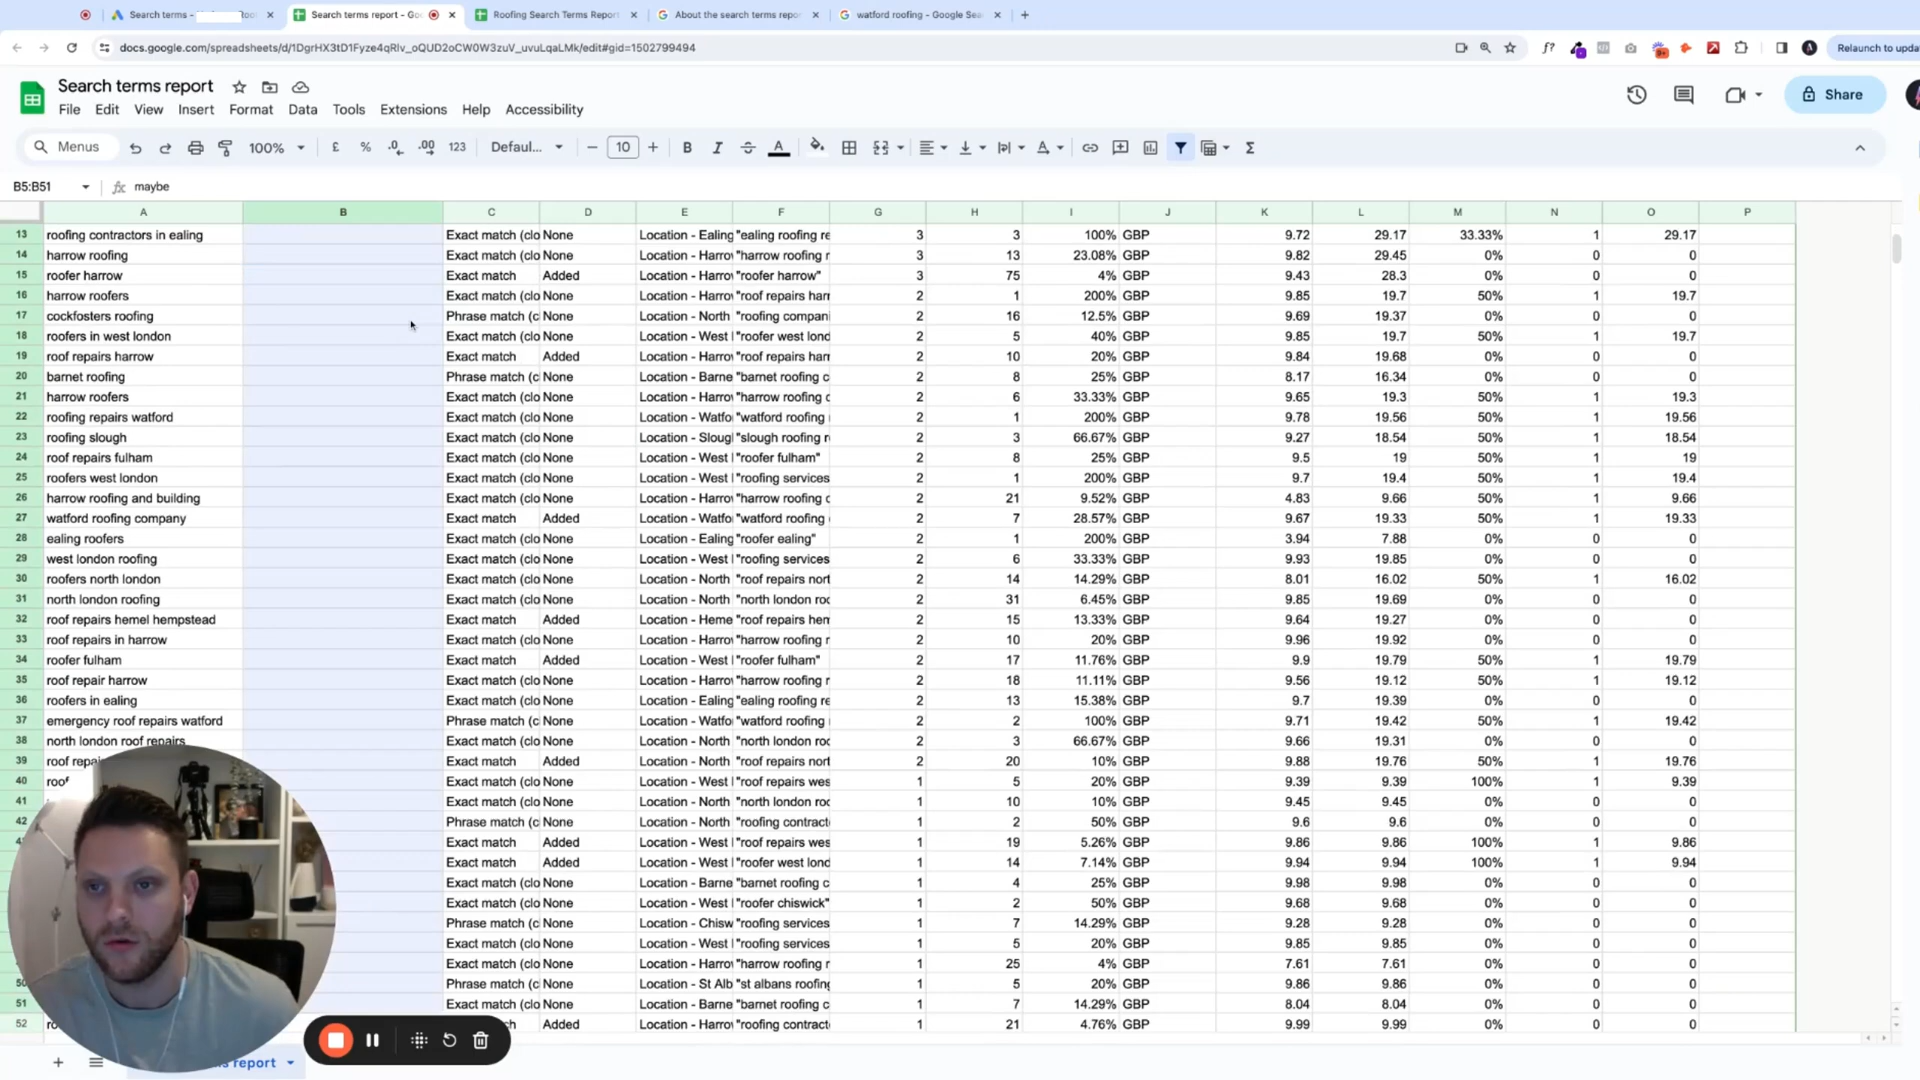 Search terms - Roo
Search terms report - Go
Roofing Search Terms Repor
About the search terms repor
watford roofing - Google Sea
docs.google.com/spreadsheets/d/1DgrHX3tD1Fyze4qRlv_oQUD2oCW0W3zuV_uvuLqaLMk/edit#gid=1502799494
Relaunch to upda
Search terms report
File Edit View Insert Format Data Tools Extensions Help Accessibility
Share
Menus 100% £ % .0 .00 123 Defaul... 10
B5:B51 maybe
A B C D E F G H I J K L M N O P
13 roofing contractors in ealing Exact match (clo None Location - Ealing "ealing roofing re 3 3 100% GBP 9.72 29.17 33.33% 1 29.17
14 harrow roofing Exact match (clo None Location - Harrow "harrow roofing r 3 13 23.08% GBP 9.82 29.45 0% 0 0
15 roofer harrow Exact match Added Location - Harrow "roofer harrow" 3 75 4% GBP 9.43 28.3 0% 0 0
16 harrow roofers Exact match (clo None Location - Harrow "roof repairs harr 2 1 200% GBP 9.85 19.7 50% 1 19.7
17 cockfosters roofing Phrase match (c None Location - North "roofing compani 2 16 12.5% GBP 9.69 19.37 0% 0 0
18 roofers in west london Exact match (clo None Location - West "roofer west lond 2 5 40% GBP 9.85 19.7 50% 1 19.7
19 roof repairs harrow Exact match Added Location - Harrow "roof repairs harr 2 10 20% GBP 9.84 19.68 0% 0 0
20 barnet roofing Phrase match (c None Location - Barne "barnet roofing c 2 8 25% GBP 8.17 16.34 0% 0 0
21 harrow roofers Exact match (clo None Location - Harrow "harrow roofing c 2 6 33.33% GBP 9.65 19.3 50% 1 19.3
22 roofing repairs watford Exact match (clo None Location - Watfo "watford roofing 2 1 200% GBP 9.78 19.56 50% 1 19.56
23 roofing slough Exact match (clo None Location - Sloug "slough roofing r 2 3 66.67% GBP 9.27 18.54 50% 1 18.54
24 roof repairs fulham Exact match (clo None Location - West "roofer fulham" 2 8 25% GBP 9.5 19 50% 1 19
25 roofers west london Exact match (clo None Location - West "roofing services 2 1 200% GBP 9.7 19.4 50% 1 19.4
26 harrow roofing and building Exact match (clo None Location - Harrow "harrow roofing c 2 21 9.52% GBP 4.83 9.66 50% 1 9.66
27 watford roofing company Exact match Added Location - Watfo "watford roofing 2 7 28.57% GBP 9.67 19.33 50% 1 19.33
28 ealing roofers Exact match (clo None Location - Ealing "roofer ealing" 2 1 200% GBP 3.94 7.88 0% 0 0
29 west london roofing Exact match (clo None Location - West "roofing services 2 6 33.33% GBP 9.93 19.85 0% 0 0
30 roofers north london Exact match (clo None Location - North "roof repairs nort 2 14 14.29% GBP 8.01 16.02 50% 1 16.02
31 north london roofing Exact match (clo None Location - North "north london roo 2 31 6.45% GBP 9.85 19.69 0% 0 0
32 roof repairs hemel hempstead Exact match Added Location - Heme "roof repairs hem 2 15 13.33% GBP 9.64 19.27 0% 0 0
33 roof repairs in harrow Exact match (clo None Location - Harrow "harrow roofing r 2 10 20% GBP 9.96 19.92 0% 0 0
34 roofer fulham Exact match Added Location - West "roofer fulham" 2 17 11.76% GBP 9.9 19.79 50% 1 19.79
35 roof repair harrow Exact match (clo None Location - Harrow "harrow roofing r 2 18 11.11% GBP 9.56 19.12 50% 1 19.12
36 roofers in ealing Exact match (clo None Location - Ealing "ealing roofing re 2 13 15.38% GBP 9.7 19.39 0% 0 0
37 emergency roof repairs watford Phrase match (c None Location - Watfo "watford roofing 2 2 100% GBP 9.71 19.42 50% 1 19.42
38 north london roof repairs Exact match (clo None Location - North "north london roo 2 3 66.67% GBP 9.66 19.31 0% 0 0
39 roof repai Exact match Added Location - North "roof repairs nort 2 20 10% GBP 9.88 19.76 50% 1 19.76
40 roof Exact match (clo None Location - West "roof repairs wes 1 5 20% GBP 9.39 9.39 100% 1 9.39
41 Exact match (clo None Location - North "north london roo 1 10 10% GBP 9.45 9.45 0% 0 0
42 Phrase match (c None Location - North "roofing contracto 1 2 50% GBP 9.6 9.6 0% 0 0
Exact match Added Location - West "roof repairs wes 1 19 5.26% GBP 9.86 9.86 100% 1 9.86
Exact match Added Location - West "roofer west lond 1 14 7.14% GBP 9.94 9.94 100% 1 9.94
Exact match (clo None Location - Barne "barnet roofing c 1 4 25% GBP 9.98 9.98 0% 0 0
Exact match (clo None Location - West "roofer chiswick" 1 2 50% GBP 9.68 9.68 0% 0 0
Phrase match (c None Location - Chisw "roofing services 1 7 14.29% GBP 9.28 9.28 0% 0 0
Exact match (clo None Location - West "roofing services 1 5 20% GBP 9.85 9.85 0% 0 0
Exact match (clo None Location - Harrow "harrow roofing r 1 25 4% GBP 7.61 7.61 0% 0 0
50 Phrase match (c None Location - St Alb "st albans roofing 1 5 20% GBP 9.86 9.86 0% 0 0
51 Exact match (clo None Location - Barne "barnet roofing c 1 7 14.29% GBP 8.04 8.04 0% 0 0
52 ro ch Added Location - Harrow "roofing contracto 1 21 4.76% GBP 9.99 9.99 0% 0 0
s report